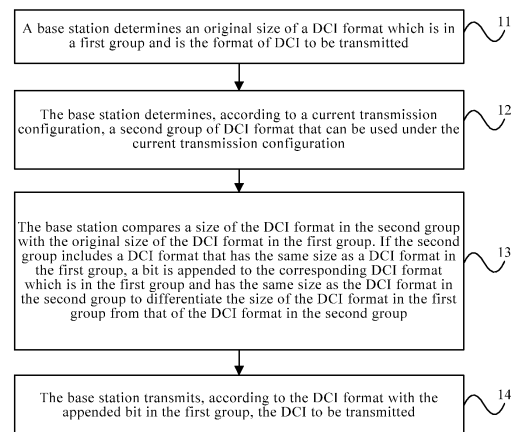 A base station determines an original size of a DCI format which is in
a first group and is the format of DCI to be transmitted
11
The base station determines, according to a current transmission
configuration, a second group of DCI format that can be used under the
current transmission configuration
12
The base station compares a size of the DCI format in the second group
with the original size of the DCI format in the first group. If the second
group includes a DCI format that has the same size as a DCI format in
the first group, a bit is appended to the corresponding DCI format
which is in the first group and has the same size as the DCI format in
the second group to differentiate the size of the DCI format in the first
group from that of the DCI format in the second group
13
The base station transmits, according to the DCI format with the
appended bit in the first group, the DCI to be transmitted
14